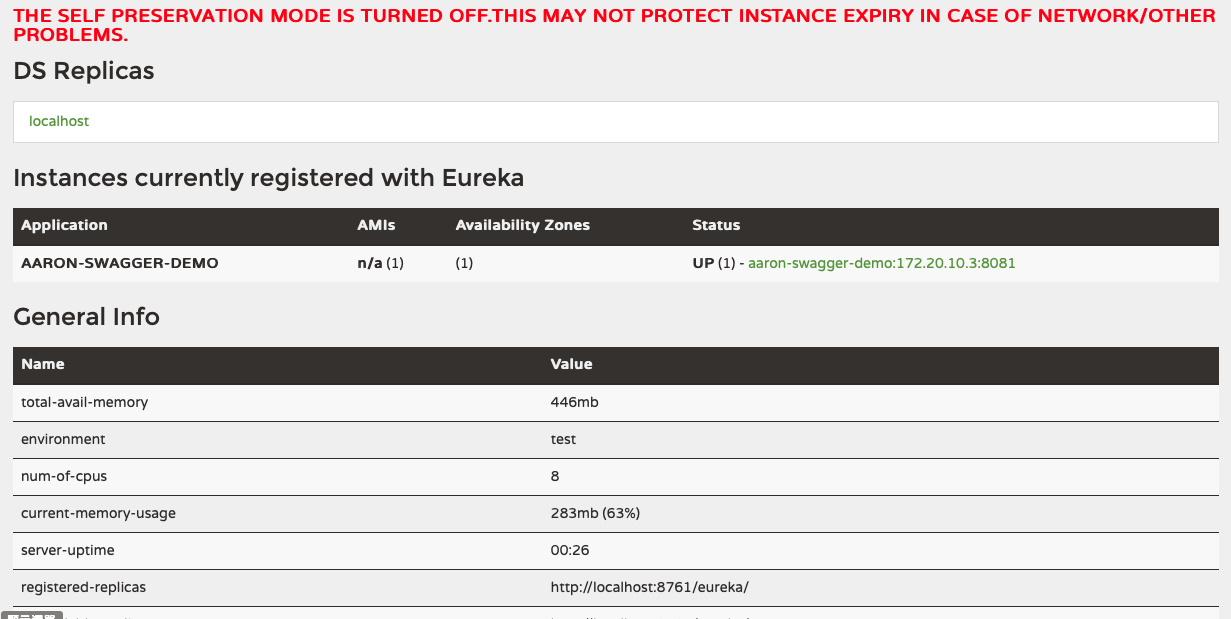 THE SELF PRESERVATION MODE IS TURNED OFF.THIS MAY NOT PROTECT INSTANCE EXPIRY IN CASE OF NETWORK/OTHER
PROBLEMS.
DS Replicas
localhost
Instances currently registered with Eureka
Application AMIs Availability Zones Status
AARON-SWAGGER-DEMO n/a (1) (1) UP (1) - aaron-swagger-demo:172.20.10.3:8081
General Info
Name Value
total-avail-memory 446mb
environment test
num-of-cpus 8
current-memory-usage 283mb (63%)
server-uptime 00:26
registered-replicas http://localhost:8761/eureka/